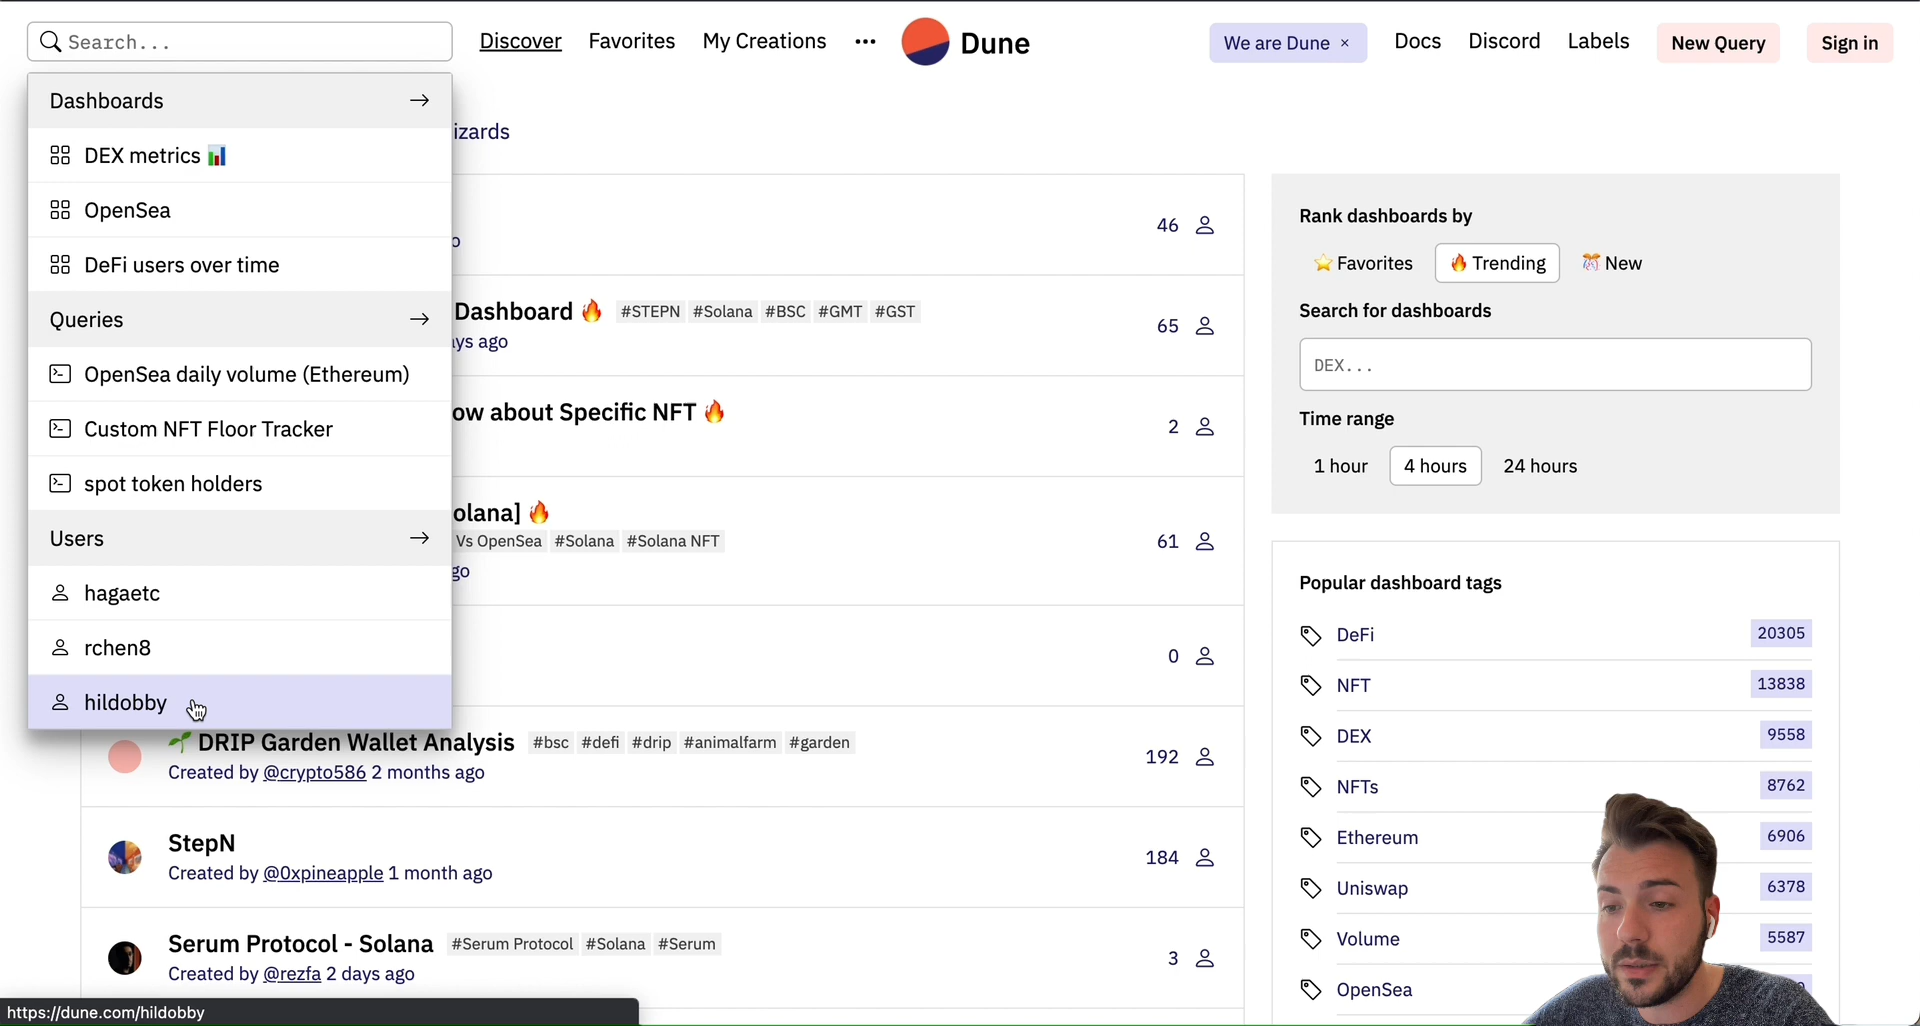 Search...
Discover
Favorites
My Creations
Dune
We are Dune ×
Docs
Discord
Labels
New Query
Sign in
Dashboards
DEX metrics
OpenSea
DeFi users over time
Queries
OpenSea daily volume (Ethereum)
Custom NFT Floor Tracker
spot token holders
Users
hagaetc
rchen8
hildobby
izards
46
Dashboard #STEPN #Solana #BSC #GMT #GST
ys ago
65
ow about Specific NFT
2
olana]
Vs OpenSea #Solana #Solana NFT
go
61
0
DRIP Garden Wallet Analysis #bsc #defi #drip #animalfarm #garden
Created by @crypto586 2 months ago
192
StepN
Created by @0xpineapple 1 month ago
184
Serum Protocol - Solana #Serum Protocol #Solana #Serum
Created by @rezfa 2 days ago
3
Rank dashboards by
Favorites
Trending
New
Search for dashboards
DEX...
Time range
1 hour
4 hours
24 hours
Popular dashboard tags
DeFi 20305
NFT 13838
DEX 9558
NFTs 8762
Ethereum 6906
Uniswap 6378
Volume 5587
OpenSea
https://dune.com/hildobby